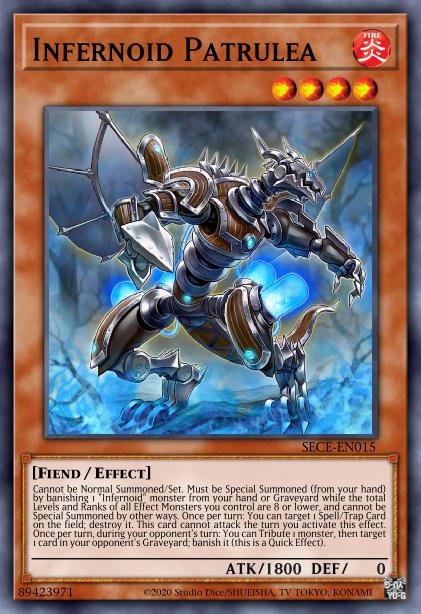 INFERNOID PATRULEA
FIRE
炎
SECE-EN015
[FIEND / EFFECT]
Cannot be Normal Summoned/Set. Must be Special Summoned (from your hand)
by banishing 1 "Infernoid" monster from your hand or Graveyard while the total
Levels and Ranks of all Effect Monsters you control are 8 or lower, and cannot be
Special Summoned by other ways. Once per turn: You can target 1 Spell/Trap Card
on the field; destroy it. This card cannot attack the turn you activate this effect.
Once per turn, during your opponent's turn: You can Tribute 1 monster, then target
1 card in your opponent's Graveyard; banish it (this is a Quick Effect).
ATK/1800 DEF/ 0
89423971 ©2020 Studio Dice/SHUEISHA, TV TOKYO, KONAMI